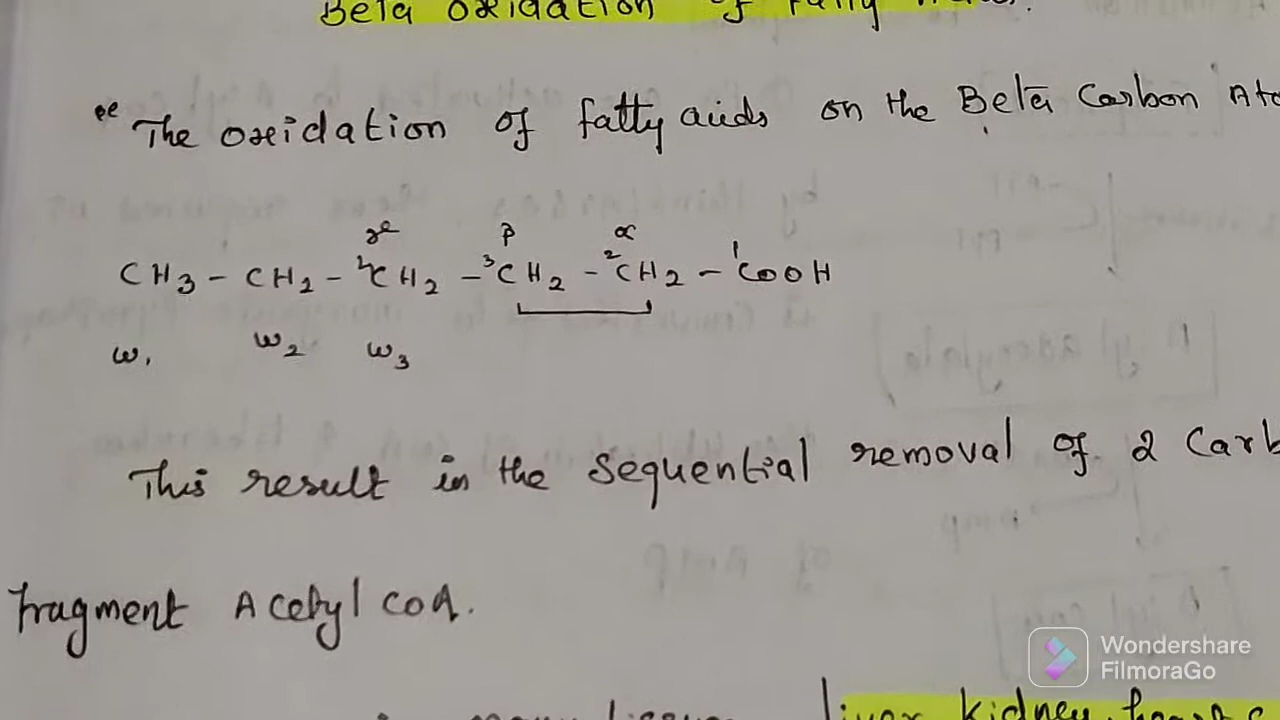 Beta oxidation of fatty
The oxidation of fatty acids on the Beta Carbon Ato
γ β α
CH3 - CH2 - CH2 - 3CH2 - 2CH2 - 1COOH
ω1 ω2 ω3
This result in the sequential removal of 2 Carb
fragment Acetyl CoA.
liver kidney heart
Wondershare
FilmoraGo